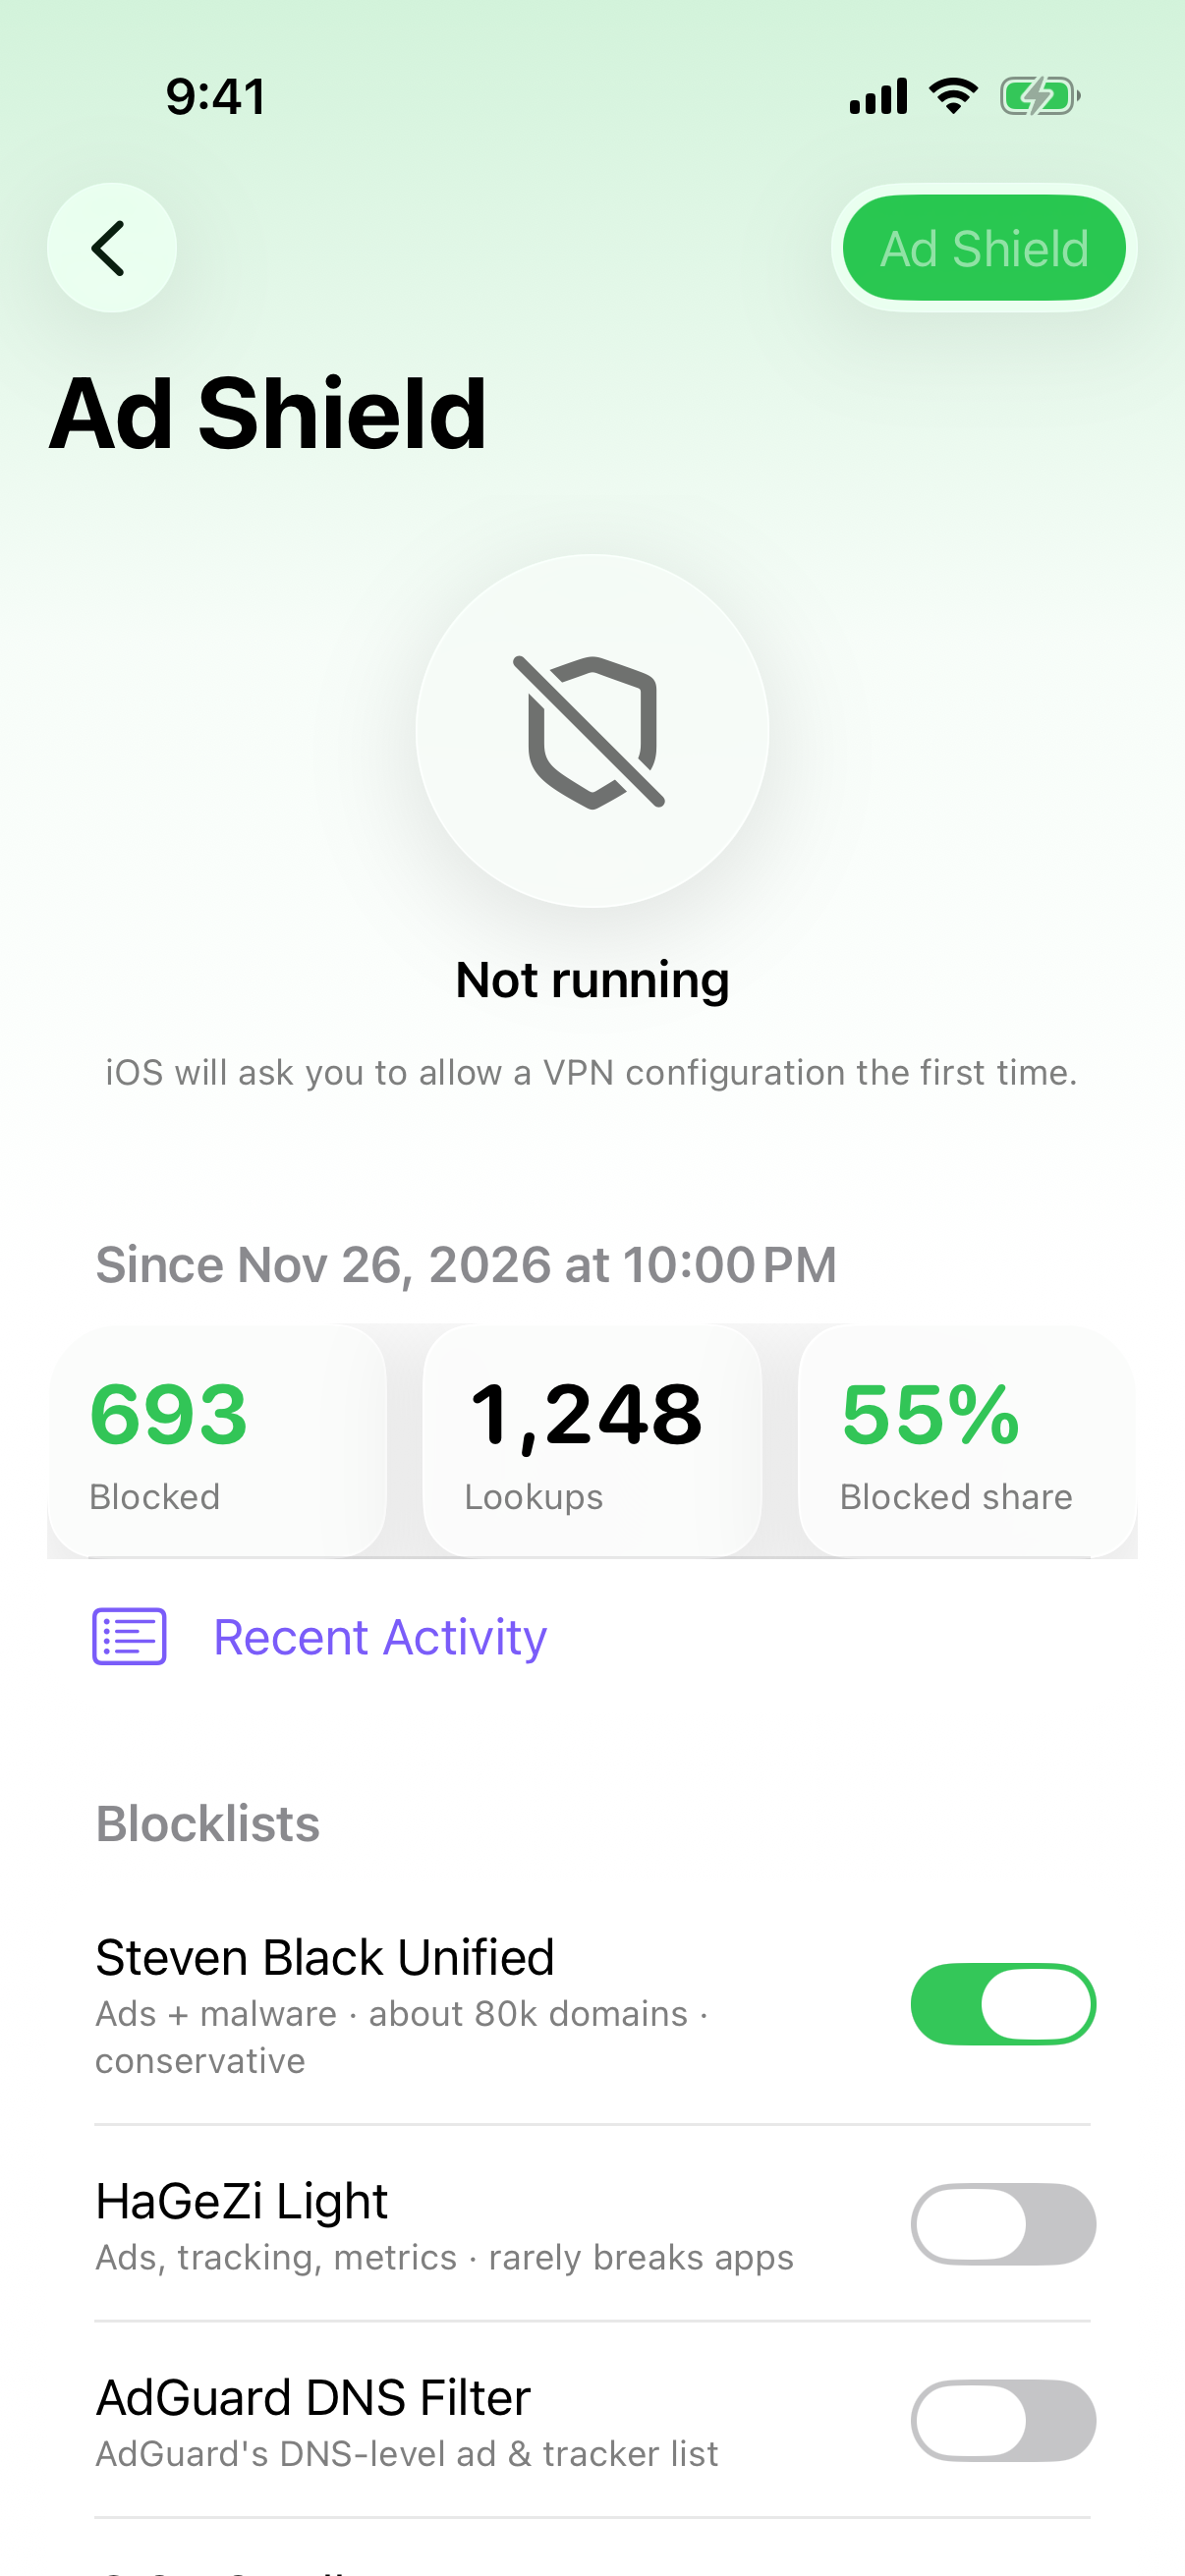 9:41
Ad Shield
Ad Shield
Not running
iOS will ask you to allow a VPN configuration the first time.
Since Nov 26, 2026 at 10:00 PM
693
Blocked
1,248
Lookups
55%
Blocked share
Recent Activity
Blocklists
Steven Black Unified
Ads + malware · about 80k domains ·
conservative
HaGeZi Light
Ads, tracking, metrics · rarely breaks apps
AdGuard DNS Filter
AdGuard's DNS-level ad & tracker list